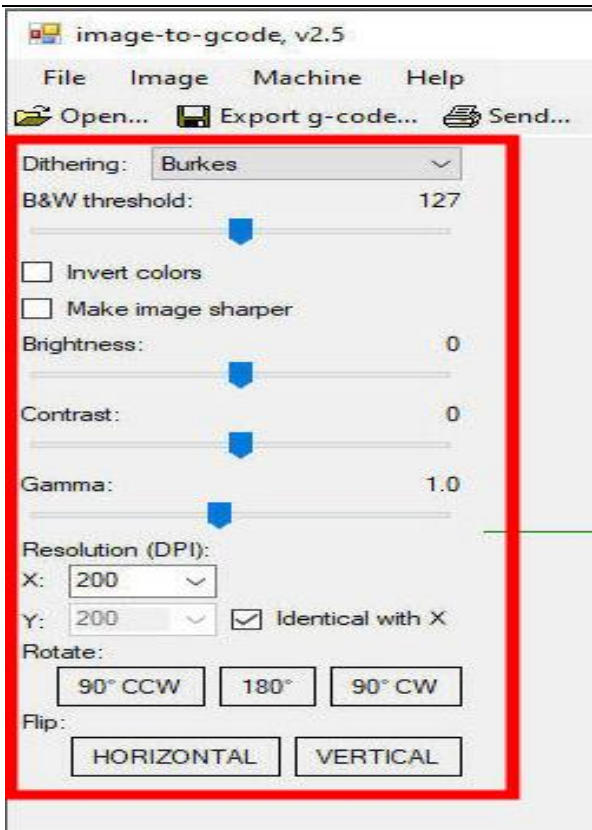 image-to-gcode, v2.5
File Image Machine Help
Open... Export g-code... Send...
Dithering: Burkes
B&W threshold: 127
Invert colors
Make image sharper
Brightness: 0
Contrast: 0
Gamma: 1.0
Resolution (DPI):
X: 200
Y: 200 Identical with X
Rotate:
90° CCW 180° 90° CW
Flip:
HORIZONTAL VERTICAL